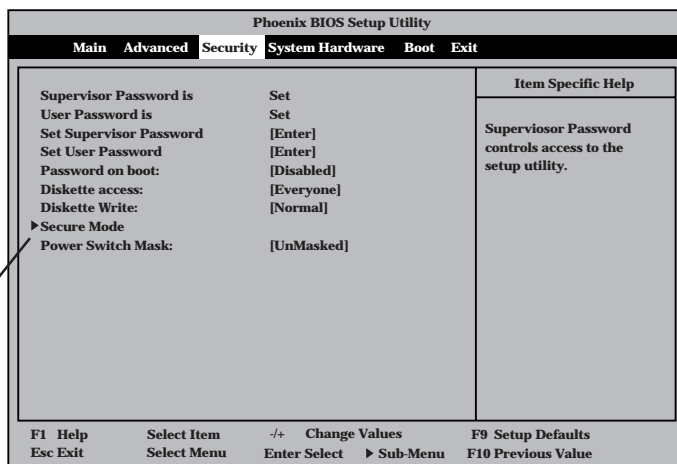 Phoenix BIOS Setup Utility
Main Advanced Security System Hardware Boot Exit
Item Specific Help
Supervisor Password is Set
User Password is Set
Set Supervisor Password [Enter]
Set User Password [Enter]
Password on boot: [Disabled]
Diskette access: [Everyone]
Diskette Write: [Normal]
▶Secure Mode
Power Switch Mask: [UnMasked]
Superviosor Password
controls access to the
setup utility.
F1 Help Select Item -/+ Change Values F9 Setup Defaults
Esc Exit Select Menu Enter Select ▶ Sub-Menu F10 Previous Value